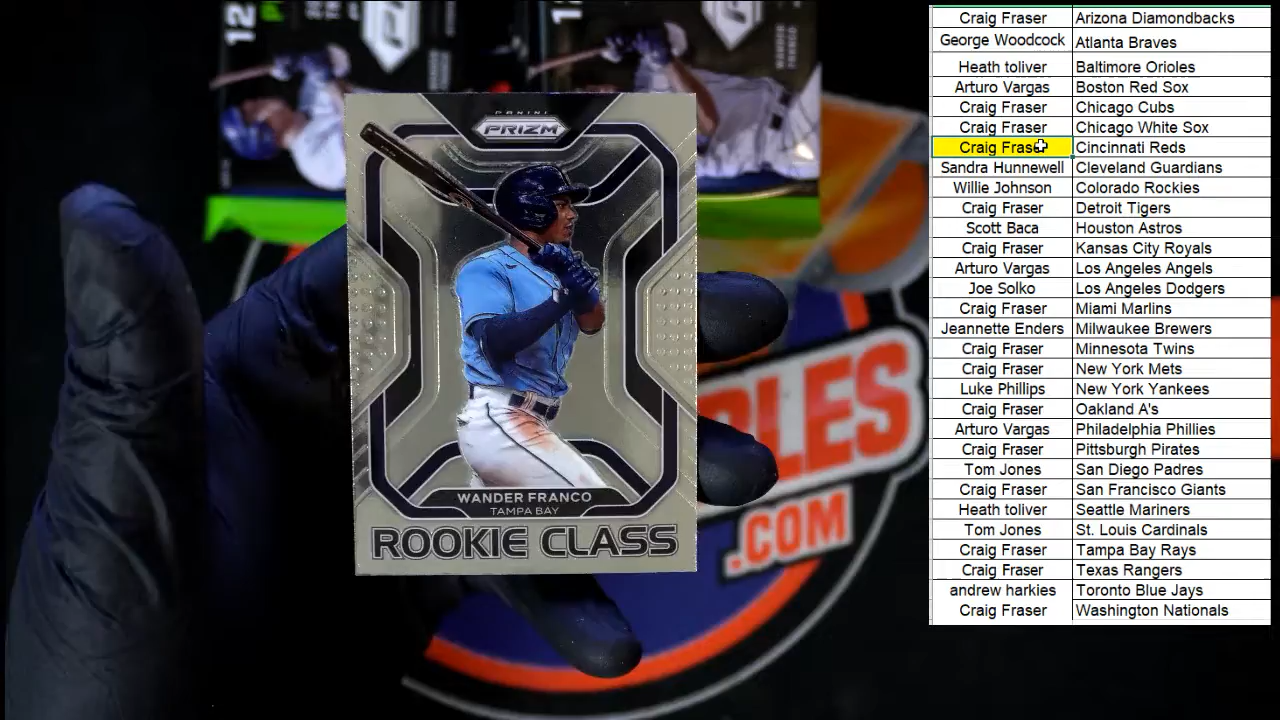 12
PANINI
PRIZM
WANDER FRANCO
TAMPA BAY
ROOKIE CLASS
LES
.COM
Craig Fraser Arizona Diamondbacks
George Woodcock Atlanta Braves
Heath toliver Baltimore Orioles
Arturo Vargas Boston Red Sox
Craig Fraser Chicago Cubs
Craig Fraser Chicago White Sox
Craig Fraser Cincinnati Reds
Sandra Hunnewell Cleveland Guardians
Willie Johnson Colorado Rockies
Craig Fraser Detroit Tigers
Scott Baca Houston Astros
Craig Fraser Kansas City Royals
Arturo Vargas Los Angeles Angels
Joe Solko Los Angeles Dodgers
Craig Fraser Miami Marlins
Jeannette Enders Milwaukee Brewers
Craig Fraser Minnesota Twins
Craig Fraser New York Mets
Luke Phillips New York Yankees
Craig Fraser Oakland A's
Arturo Vargas Philadelphia Phillies
Craig Fraser Pittsburgh Pirates
Tom Jones San Diego Padres
Craig Fraser San Francisco Giants
Heath toliver Seattle Mariners
Tom Jones St. Louis Cardinals
Craig Fraser Tampa Bay Rays
Craig Fraser Texas Rangers
andrew harkies Toronto Blue Jays
Craig Fraser Washington Nationals